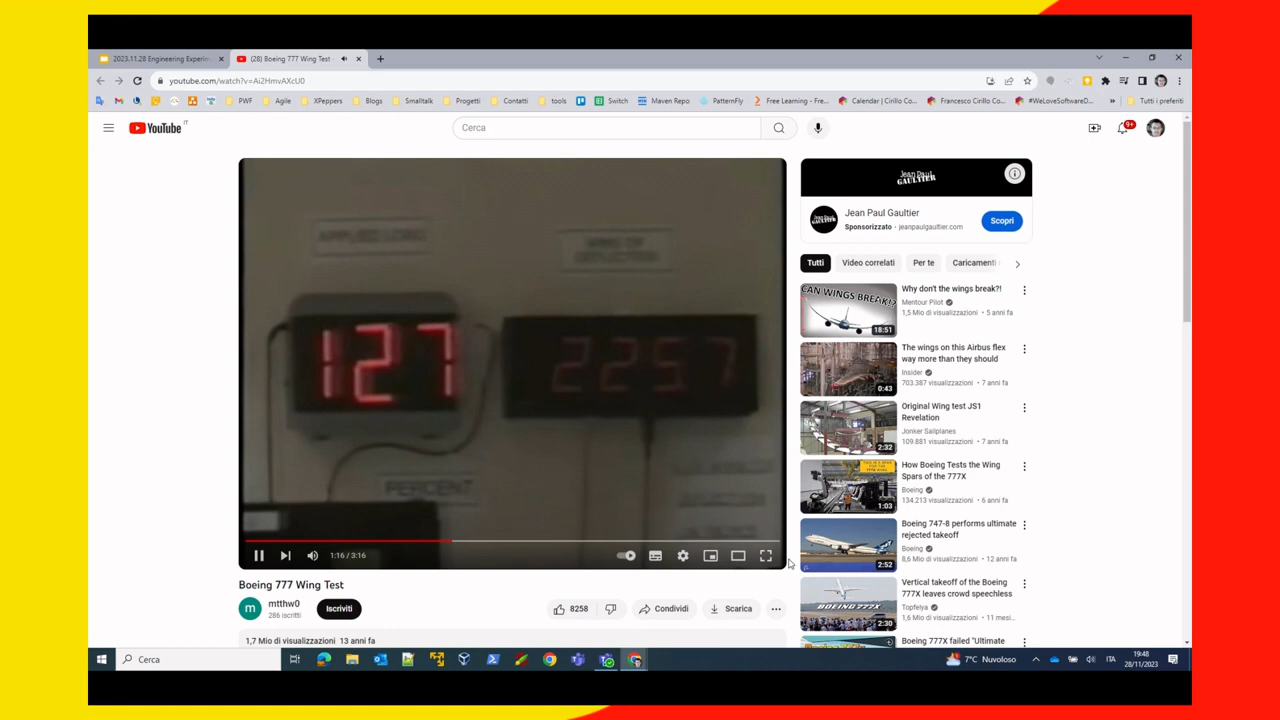 2023.11.28 Engineering Experim
(28) Boeing 777 Wing Test -
youtube.com/watch?v=Ai2HmvAXcU0
PWF
Agile
XPeppers
Blogs
Smalltalk
Progetti
Contatti
tools
Switch
Maven Repo
PatternFly
Free Learning - Fre...
Calendar | Cirillo Co...
Francesco Cirillo Co...
#WeLoveSoftwareD...
Tutti i preferiti
YouTube IT
Cerca
9+
APPLIED LOAD
127
2257
PERCENT
1:16 / 3:16
Boeing 777 Wing Test
m
mtthw0
286 iscritti
Iscriviti
8258
Condividi
Scarica
1,7 Mio di visualizzazioni 13 anni fa
Jean Paul
GAULTIER
Jean Paul Gaultier
Sponsorizzato · jeanpaulgaultier.com
Scopri
Tutti
Video correlati
Per te
Caricamenti
CAN WINGS BREAK?!
18:51
Why don't the wings break?!
Mentour Pilot
1,5 Mio di visualizzazioni • 5 anni fa
0:43
The wings on this Airbus flex
way more than they should
Insider
703.387 visualizzazioni • 7 anni fa
2:32
Original Wing test JS1
Revelation
Jonker Sailplanes
109.881 visualizzazioni • 7 anni fa
1:03
How Boeing Tests the Wing
Spars of the 777X
Boeing
134.213 visualizzazioni • 6 anni fa
2:52
Boeing 747-8 performs ultimate
rejected takeoff
Boeing
8,6 Mio di visualizzazioni • 12 anni fa
BOEING 777X
2:30
Vertical takeoff of the Boeing
777X leaves crowd speechless
Topfelya
1,6 Mio di visualizzazioni • 11 mesi...
Boeing 777X failed "Ultimate
Cerca
7°C Nuvoloso
ITA
19:48
28/11/2023